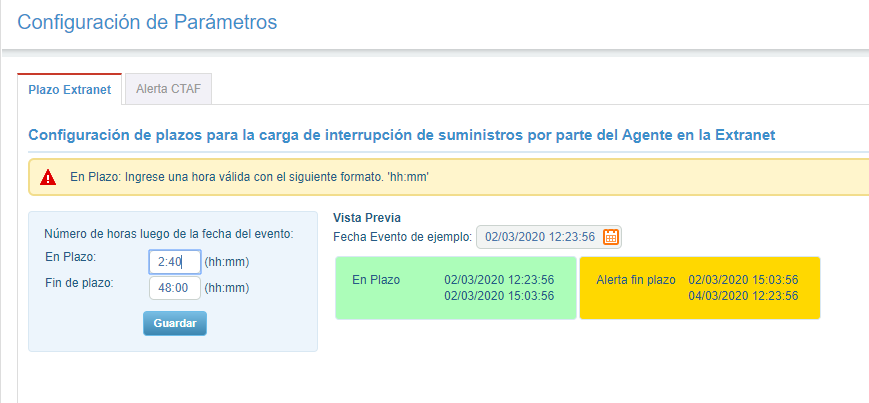 Configuración de Parámetros
Plazo Extranet
Alerta CTAF
Configuración de plazos para la carga de interrupción de suministros por parte del Agente en la Extranet
En Plazo: Ingrese una hora válida con el siguiente formato. 'hh:mm'
Número de horas luego de la fecha del evento:
En Plazo: 2:40 (hh:mm)
Fin de plazo: 48:00 (hh:mm)
Guardar
Vista Previa
Fecha Evento de ejemplo: 02/03/2020 12:23:56
En Plazo 02/03/2020 12:23:56
02/03/2020 15:03:56
Alerta fin plazo 02/03/2020 15:03:56
04/03/2020 12:23:56